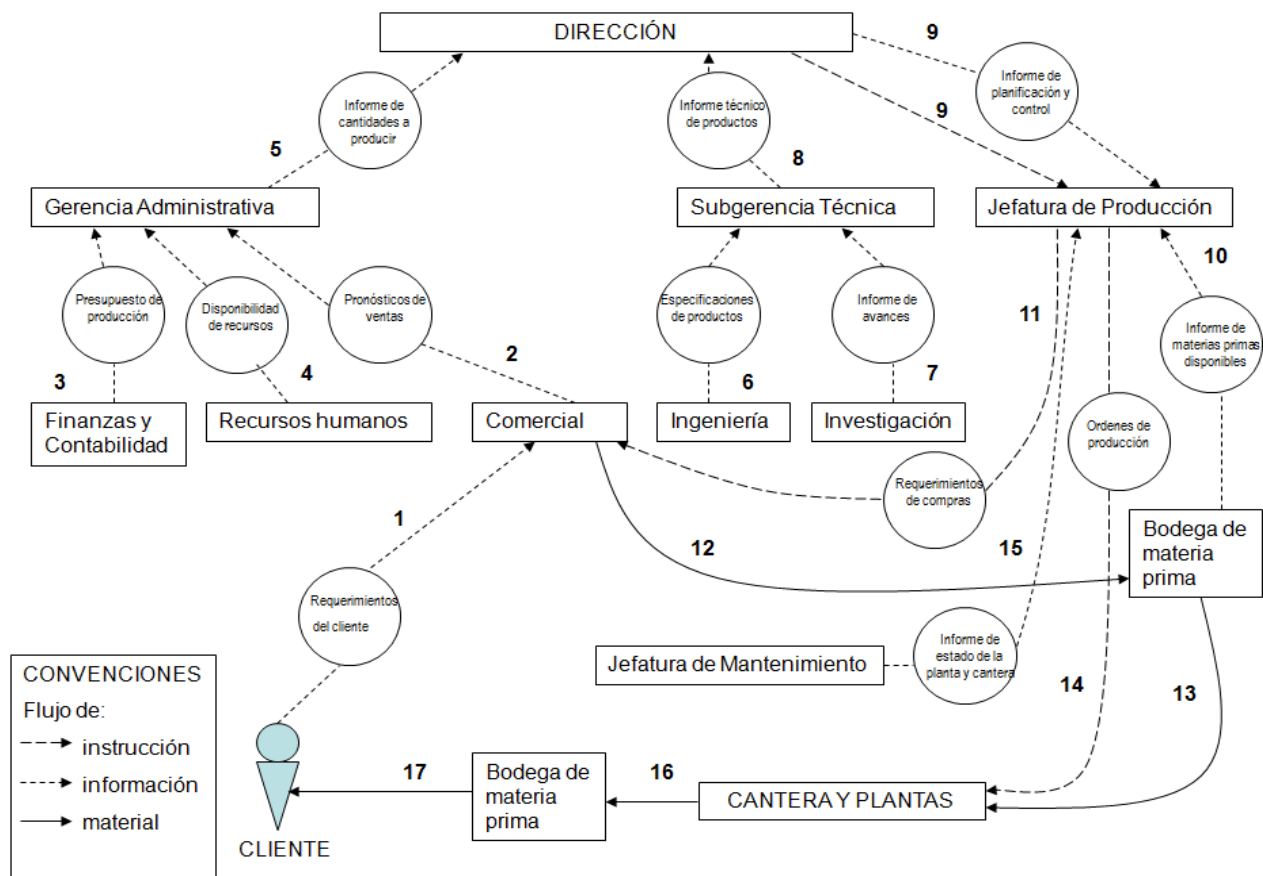 DIRECCIÓN
9
Informe de
planificación y
control
Informe de
cantidades a
producir
Informe técnico
de productos
9
5
8
Gerencia Administrativa
Subgerencia Técnica
Jefatura de Producción
10
Presupuesto de
producción
Disponibilidad
de recursos
Pronósticos de
ventas
Especificaciones
de productos
Informe de
avances
11
Informe de
materias primas
disponibles
2
3
4
6
7
Finanzas y
Contabilidad
Recursos humanos
Comercial
Ingeniería
Investigación
Ordenes de
producción
Requerimientos
de compras
1
12
15
Bodega de
materia
prima
Requerimientos
del cliente
Jefatura de Mantenimiento
Informe de
estado de la
planta y cantera
14
13
CONVENCIONES
Flujo de:
instrucción
información
material
17
Bodega de
materia
prima
16
CANTERA Y PLANTAS
CLIENTE